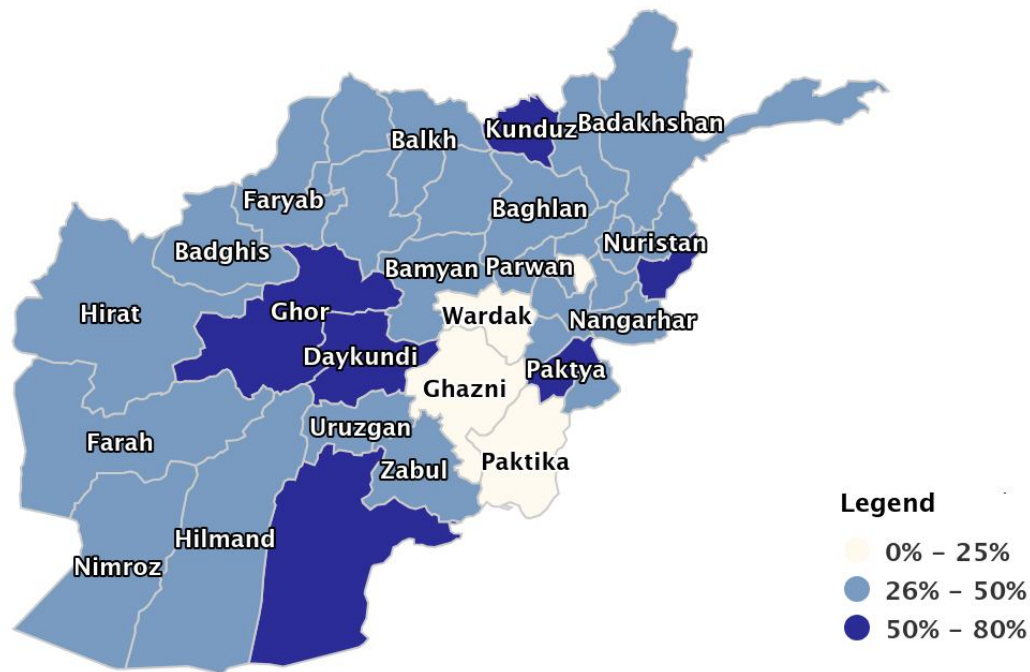 Kunduz
Badakhshan
Balkh
Faryab
Baghlan
Badghis
Nuristan
Bamyan
Parwan
Hirat
Ghor
Wardak
Nangarhar
Daykundi
Paktya
Ghazni
Uruzgan
Farah
Zabul
Paktika
Hilmand
Nimroz
Legend
0% – 25%
26% – 50%
50% – 80%